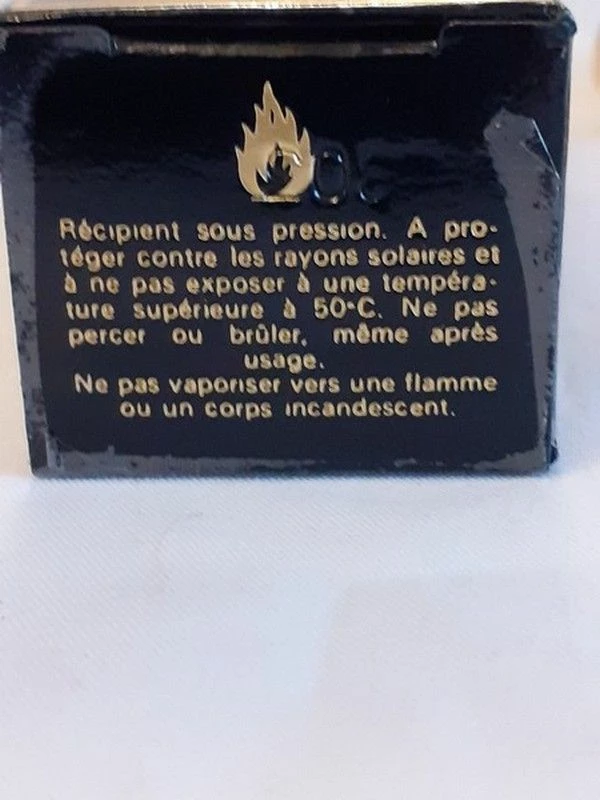 Récipient sous pression. A pro-
téger contre les rayons solaires et
à ne pas exposer à une tempéra-
ture supérieure à 50°C. Ne pas
percer ou brûler, même après
usage.
Ne pas vaporiser vers une flamme
ou un corps incandescent.